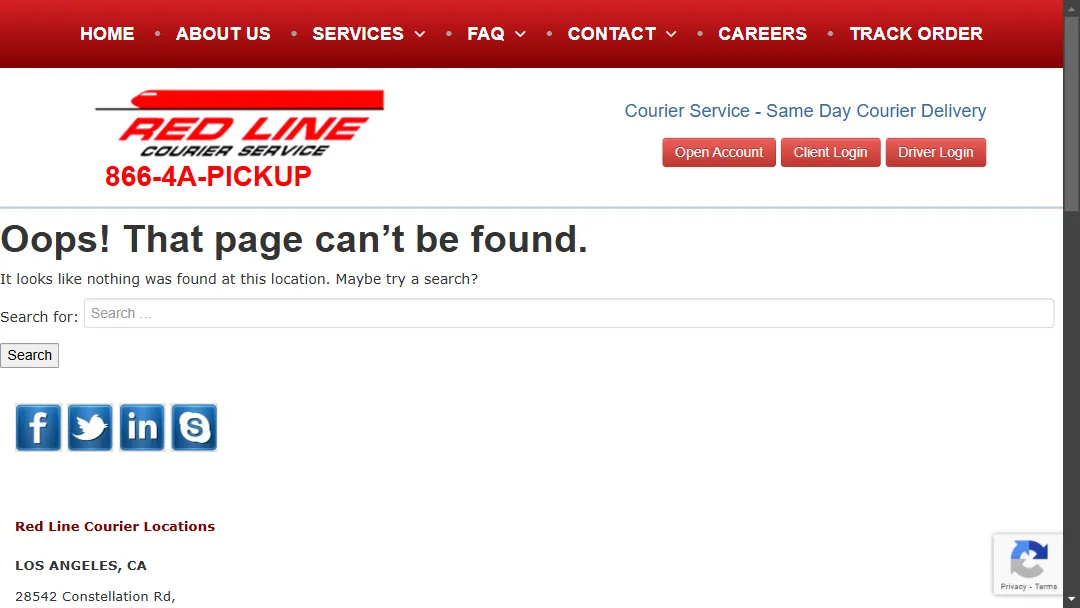 HOME • ABOUT US • SERVICES • FAQ • CONTACT • CAREERS • TRACK ORDER
RED LINE
COURIER SERVICE
866-4A-PICKUP
Courier Service - Same Day Courier Delivery
Open Account Client Login Driver Login
Oops! That page can’t be found.
It looks like nothing was found at this location. Maybe try a search?
Search for: Search …
Search
f in S
Red Line Courier Locations
LOS ANGELES, CA
28542 Constellation Rd,
Privacy - Terms